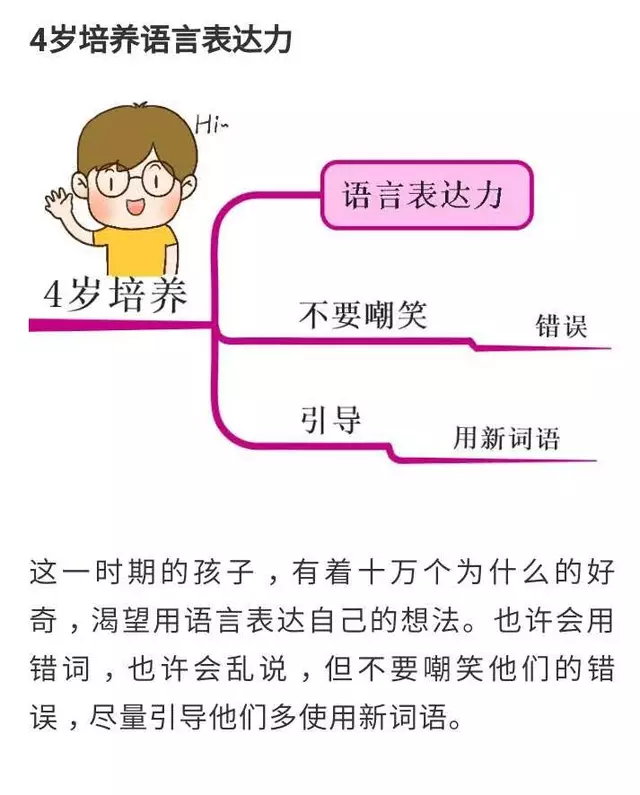 4岁培养语言表达力
Hi~
语言表达力
4岁培养
不要嘲笑
错误
引导
用新词语
这一时期的孩子，有着十万个为什么的好
奇，渴望用语言表达自己的想法。也许会用
错词，也许会乱说，但不要嘲笑他们的错
误，尽量引导他们多使用新词语。